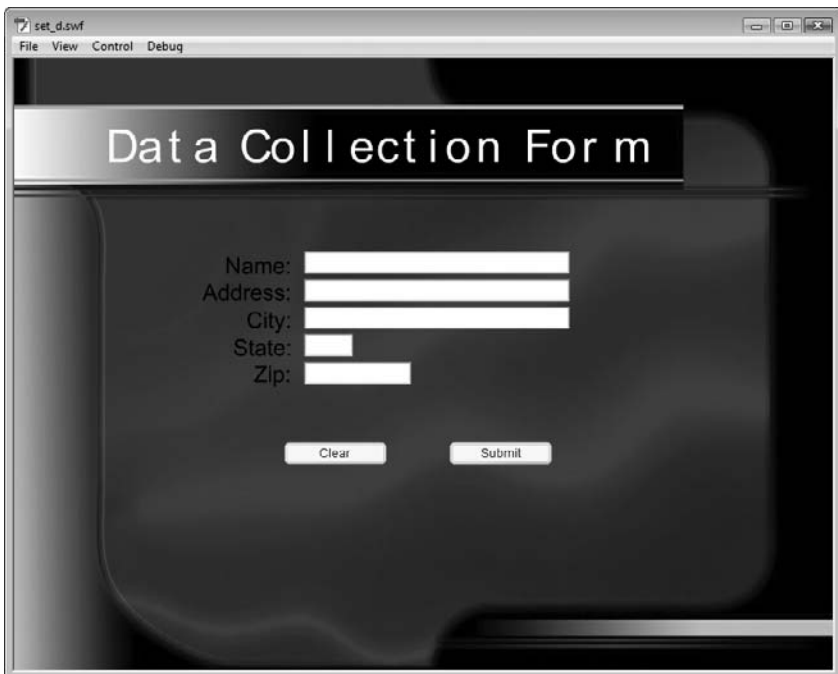 set_d.swf
File View Control Debug
Data Collection Form
Name:
Address:
City:
State:
Zip:
Clear Submit